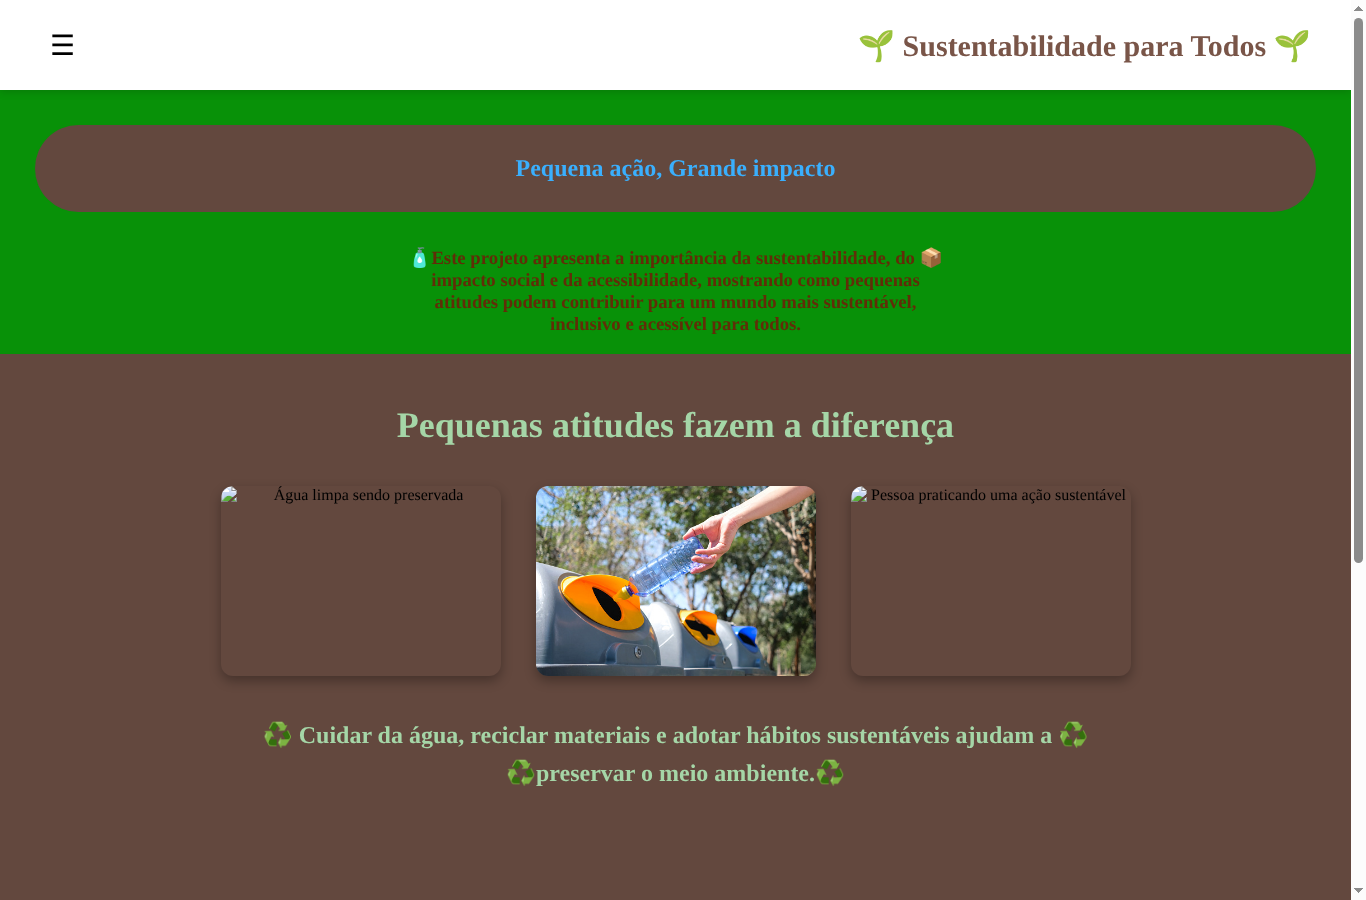 ☰
🌱 Sustentabilidade para Todos 🌱
Pequena ação, Grande impacto
🧴Este projeto apresenta a importância da sustentabilidade, do 📦
impacto social e da acessibilidade, mostrando como pequenas
atitudes podem contribuir para um mundo mais sustentável,
inclusivo e acessível para todos.
Pequenas atitudes fazem a diferença
Água limpa sendo preservada
Pessoa praticando uma ação sustentável
♻️ Cuidar da água, reciclar materiais e adotar hábitos sustentáveis ajudam a ♻️
♻️preservar o meio ambiente.♻️